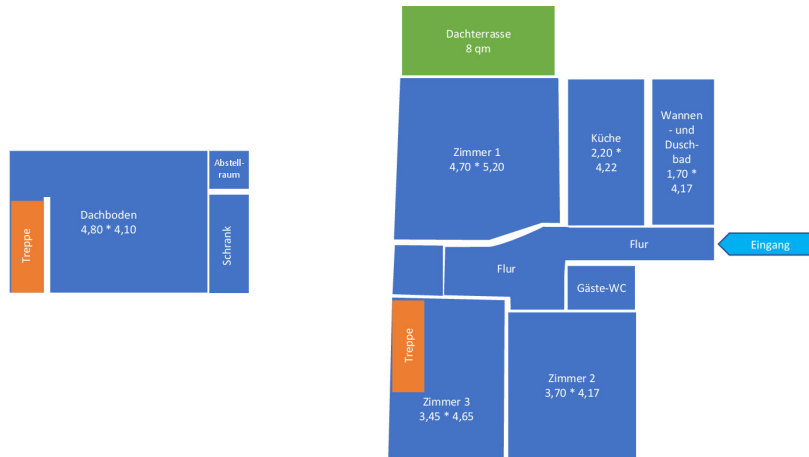 Dachterrasse
8 qm
Zimmer 1
4,70 * 5,20
Küche
2,20 *
4,22
Wannen
- und
Dusch-
bad
1,70 *
4,17
Abstell-
raum
Dachboden
4,80 * 4,10
Treppe
Schrank
Flur
Eingang
Flur
Gäste-WC
Treppe
Zimmer 2
3,70 * 4,17
Zimmer 3
3,45 * 4,65